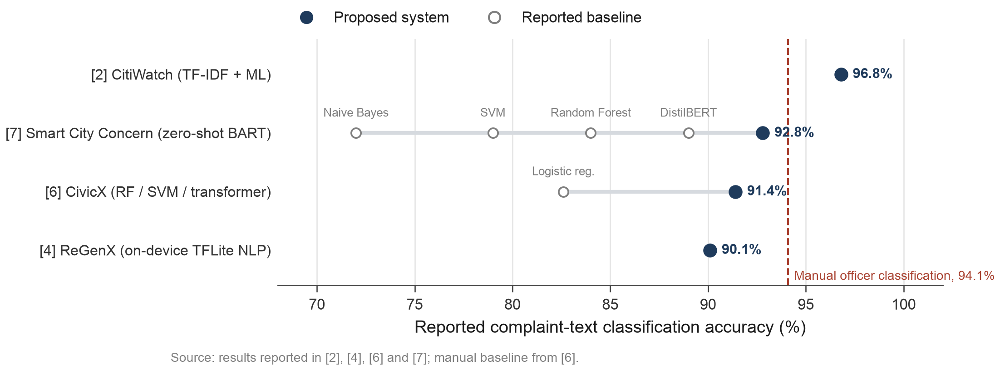 Proposed system
Reported baseline
[2] CitiWatch (TF-IDF + ML)
96.8%
Naive Bayes
SVM
Random Forest
DistilBERT
[7] Smart City Concern (zero-shot BART)
92.8%
Logistic reg.
[6] CivicX (RF / SVM / transformer)
91.4%
[4] ReGenX (on-device TFLite NLP)
90.1%
Manual officer classification, 94.1%
70 75 80 85 90 95 100
Reported complaint-text classification accuracy (%)
Source: results reported in [2], [4], [6] and [7]; manual baseline from [6].